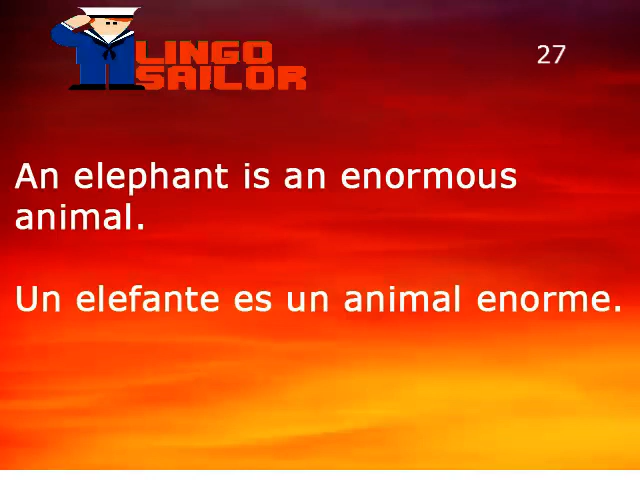 LINGO
SAILOR
27
An elephant is an enormous
animal.
Un elefante es un animal enorme.